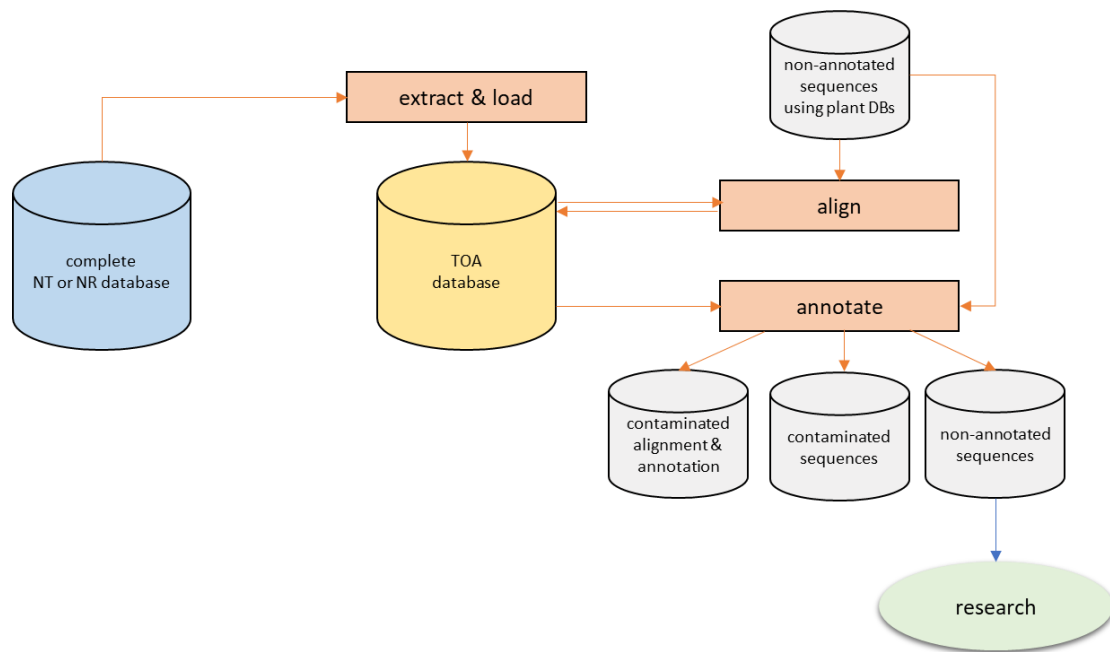 non-annotated
sequences
using plant DBs
extract & load
align
complete
NT or NR database
TOA
database
annotate
contaminated
alignment &
annotation
contaminated
sequences
non-annotated
sequences
research